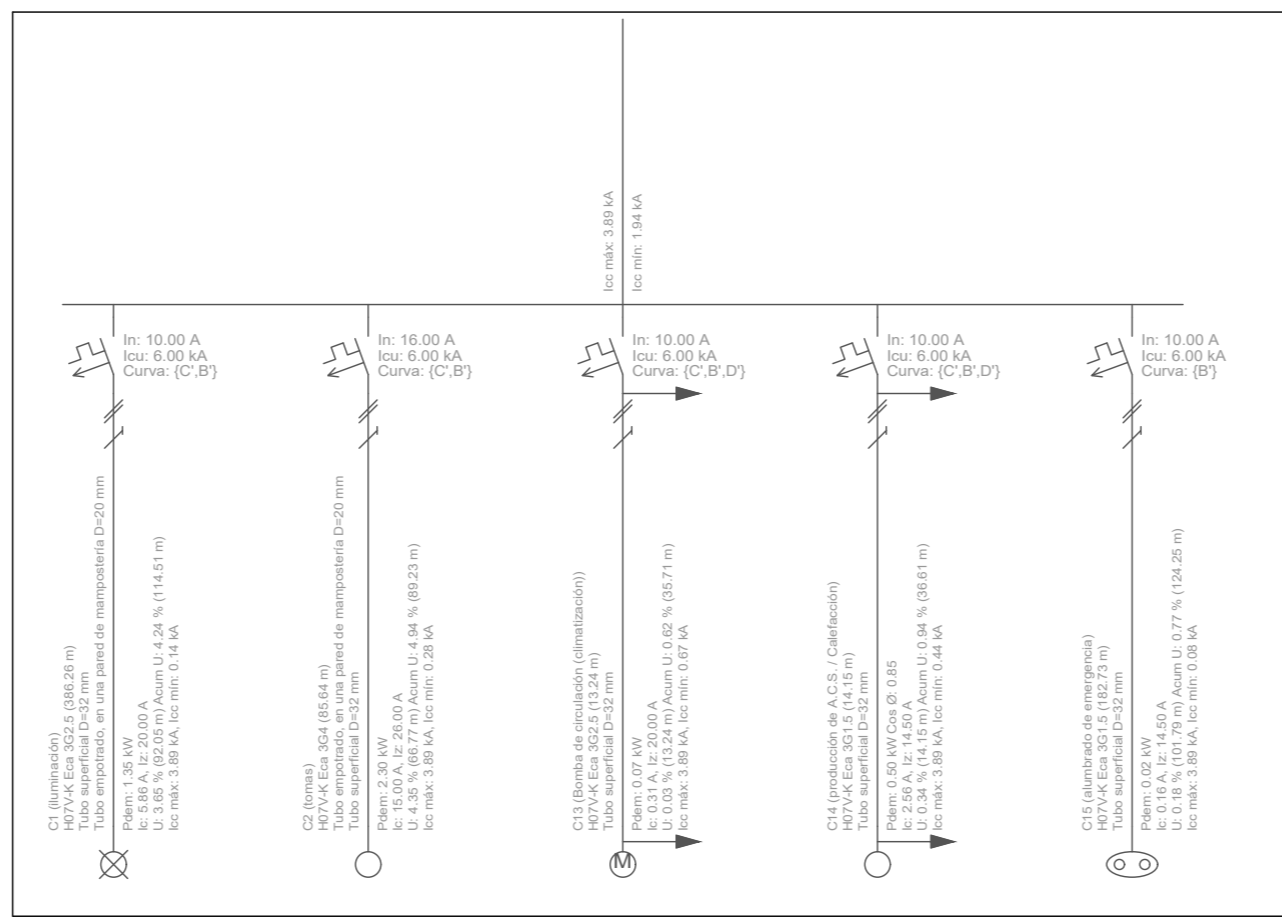 Icc máx: 3.89 kA
Icc mín: 1.94 kA
In: 10.00 A
Icu: 6.00 kA
Curva: {C',B'}
In: 16.00 A
Icu: 6.00 kA
Curva: {C',B'}
In: 10.00 A
Icu: 6.00 kA
Curva: {C',B',D'}
In: 10.00 A
Icu: 6.00 kA
Curva: {C',B',D'}
In: 10.00 A
Icu: 6.00 kA
Curva: {B'}
C1 (iluminación)
H07V-K Eca 3G2.5 (386.26 m)
Tubo superficial D=32 mm
Tubo empotrado, en una pared de mampostería D=20 mm
Pdem: 1.35 kW
Ic: 5.86 A, Iz: 20.00 A
U: 3.65 % (92.05 m) Acum U: 4.24 % (114.51 m)
Icc máx: 3.89 kA, Icc mín: 0.14 kA
C2 (tomas)
H07V-K Eca 3G4 (85.64 m)
Tubo empotrado, en una pared de mampostería D=20 mm
Tubo superficial D=32 mm
Pdem: 2.30 kW
Ic: 15.00 A, Iz: 26.00 A
U: 4.35 % (66.77 m) Acum U: 4.94 % (89.23 m)
Icc máx: 3.89 kA, Icc mín: 0.28 kA
C13 (Bomba de circulación (climatización))
H07V-K Eca 3G2.5 (13.24 m)
Tubo superficial D=32 mm
Pdem: 0.07 kW
Ic: 0.31 A, Iz: 20.00 A
U: 0.03 % (13.24 m) Acum U: 0.62 % (35.71 m)
Icc máx: 3.89 kA, Icc mín: 0.67 kA
C14 (producción de A.C.S. / Calefacción)
H07V-K Eca 3G1.5 (14.15 m)
Tubo superficial D=32 mm
Pdem: 0.50 kW Cos Ø: 0.85
Ic: 2.56 A, Iz: 14.50 A
U: 0.34 % (14.15 m) Acum U: 0.94 % (36.61 m)
Icc máx: 3.89 kA, Icc mín: 0.44 kA
C15 (alumbrado de emergencia)
H07V-K Eca 3G1.5 (182.73 m)
Tubo superficial D=32 mm
Pdem: 0.02 kW
Ic: 0.16 A, Iz: 14.50 A
U: 0.18 % (101.79 m) Acum U: 0.77 % (124.25 m)
Icc máx: 3.89 kA, Icc mín: 0.08 kA
M